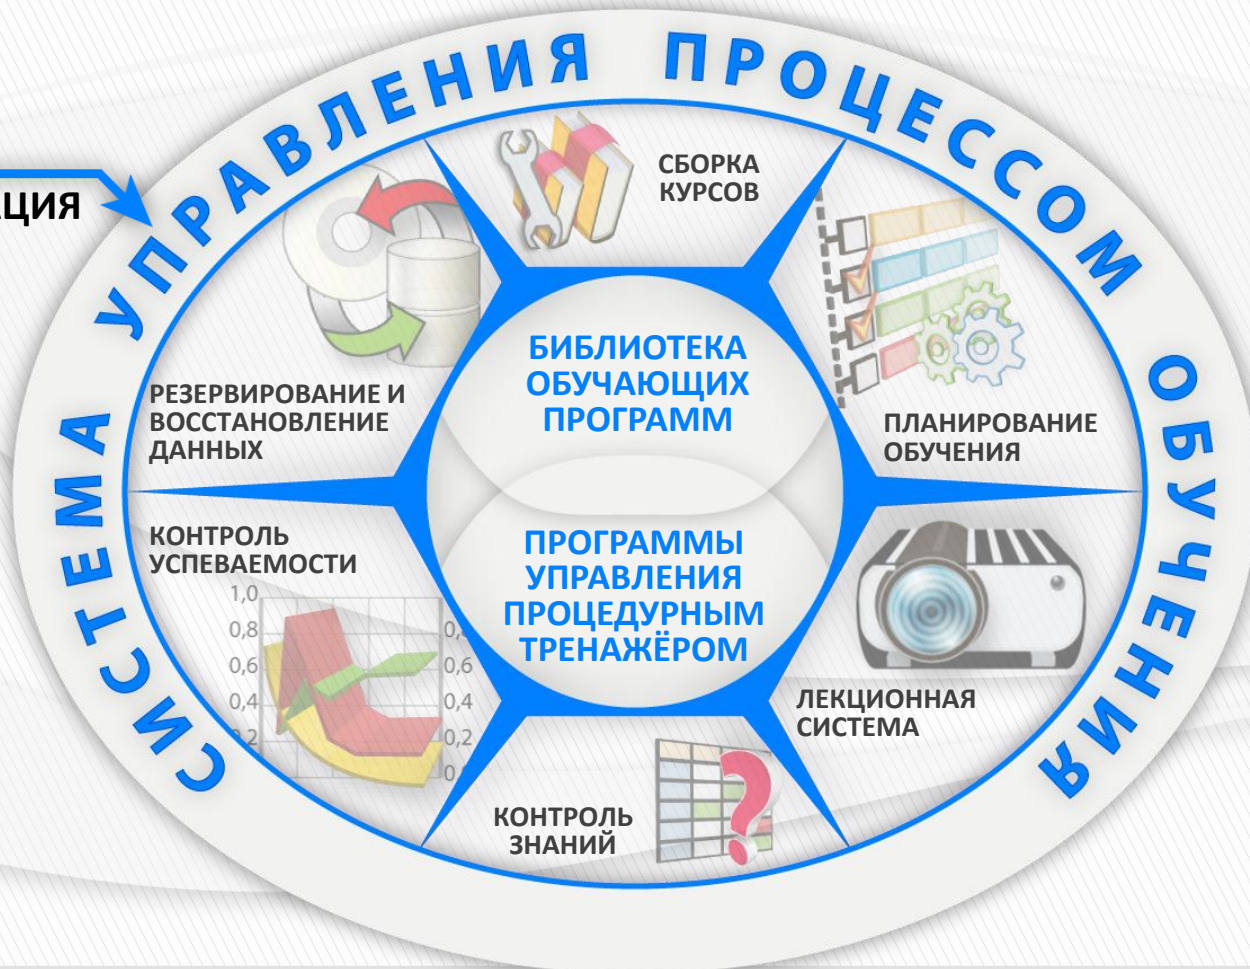 СИСТЕМА УПРАВЛЕНИЯ ПРОЦЕССОМ ОБУЧЕНИЯ
СБОРКА
КУРСОВ
БИБЛИОТЕКА
ОБУЧАЮЩИХ
ПРОГРАММ
РЕЗЕРВИРОВАНИЕ И
ВОССТАНОВЛЕНИЕ
ДАННЫХ
ПЛАНИРОВАНИЕ
ОБУЧЕНИЯ
КОНТРОЛЬ
УСПЕВАЕМОСТИ
ПРОГРАММЫ
УПРАВЛЕНИЯ
ПРОЦЕДУРНЫМ
ТРЕНАЖЁРОМ
1,0
0,8
0,6 0,6
0,4 0,4
0,2
ЛЕКЦИОННАЯ
СИСТЕМА
КОНТРОЛЬ
ЗНАНИЙ
?